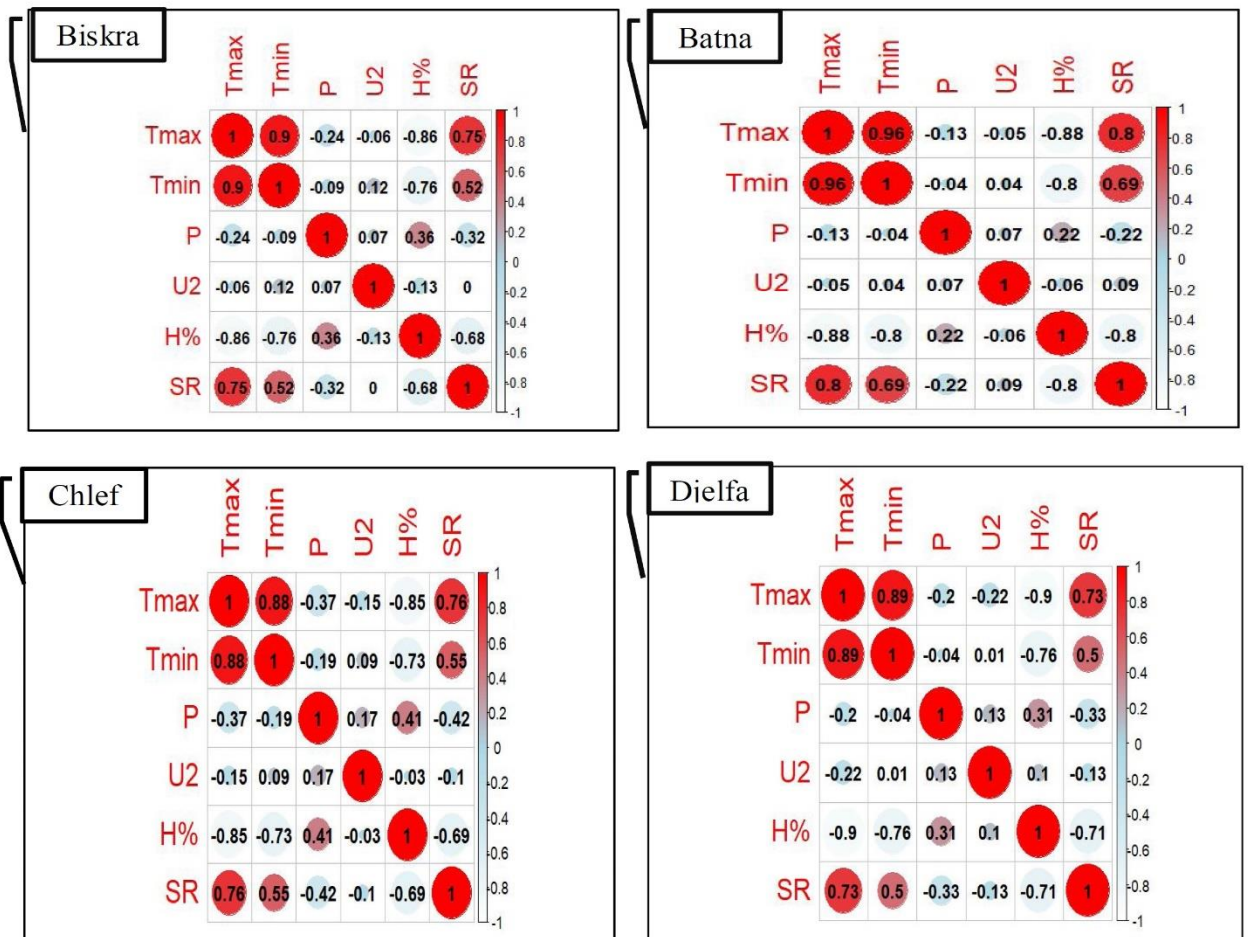 Biskra
Tmax Tmin P U2 H% SR
Tmax 1 0.9 -0.24 -0.06 -0.86 0.75
Tmin 0.9 1 -0.09 0.12 -0.76 0.52
P -0.24 -0.09 1 0.07 0.36 -0.32
U2 -0.06 0.12 0.07 1 -0.13 0
H% -0.86 -0.76 0.36 -0.13 1 -0.68
SR 0.75 0.52 -0.32 0 -0.68 1
1
0.8
0.6
0.4
0.2
0
-0.2
-0.4
-0.6
-0.8
-1
Batna
Tmax Tmin P U2 H% SR
Tmax 1 0.96 -0.13 -0.05 -0.88 0.8
Tmin 0.96 1 -0.04 0.04 -0.8 0.69
P -0.13 -0.04 1 0.07 0.22 -0.22
U2 -0.05 0.04 0.07 1 -0.06 0.09
H% -0.88 -0.8 0.22 -0.06 1 -0.8
SR 0.8 0.69 -0.22 0.09 -0.8 1
1
0.8
0.6
0.4
0.2
0
-0.2
-0.4
-0.6
-0.8
-1
Chlef
Tmax Tmin P U2 H% SR
Tmax 1 0.88 -0.37 -0.15 -0.85 0.76
Tmin 0.88 1 -0.19 0.09 -0.73 0.55
P -0.37 -0.19 1 0.17 0.41 -0.42
U2 -0.15 0.09 0.17 1 -0.03 -0.1
H% -0.85 -0.73 0.41 -0.03 1 -0.69
SR 0.76 0.55 -0.42 -0.1 -0.69 1
1
0.8
0.6
0.4
0.2
0
-0.2
-0.4
-0.6
-0.8
-1
Djelfa
Tmax Tmin P U2 H% SR
Tmax 1 0.89 -0.2 -0.22 -0.9 0.73
Tmin 0.89 1 -0.04 0.01 -0.76 0.5
P -0.2 -0.04 1 0.13 0.31 -0.33
U2 -0.22 0.01 0.13 1 0.1 -0.13
H% -0.9 -0.76 0.31 0.1 1 -0.71
SR 0.73 0.5 -0.33 -0.13 -0.71 1
1
0.8
0.6
0.4
0.2
0
-0.2
-0.4
-0.6
-0.8
-1